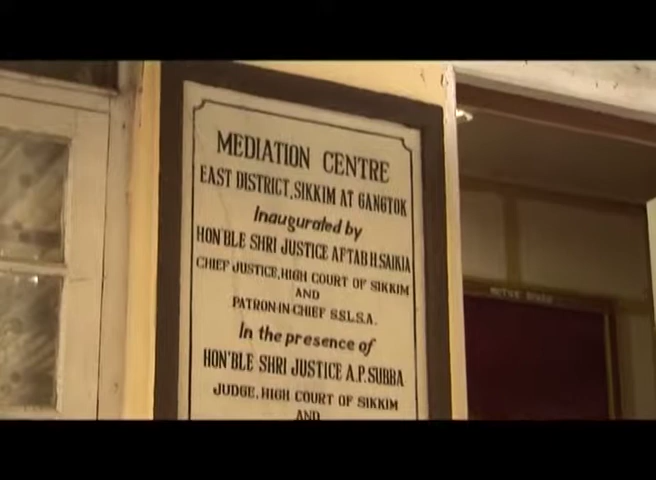 MEDIATION CENTRE
EAST DISTRICT, SIKKIM AT GANGTOK
Inaugurated by
HON'BLE SHRI JUSTICE AFTAB H. SAIKIA
CHIEF JUSTICE, HIGH COURT OF SIKKIM
AND
PATRON-IN CHIEF S.S.L.S.A.
In the presence of
HON'BLE SHRI JUSTICE A.P. SUBBA
JUDGE, HIGH COURT OF SIKKIM
AND
NOTICE BOARD